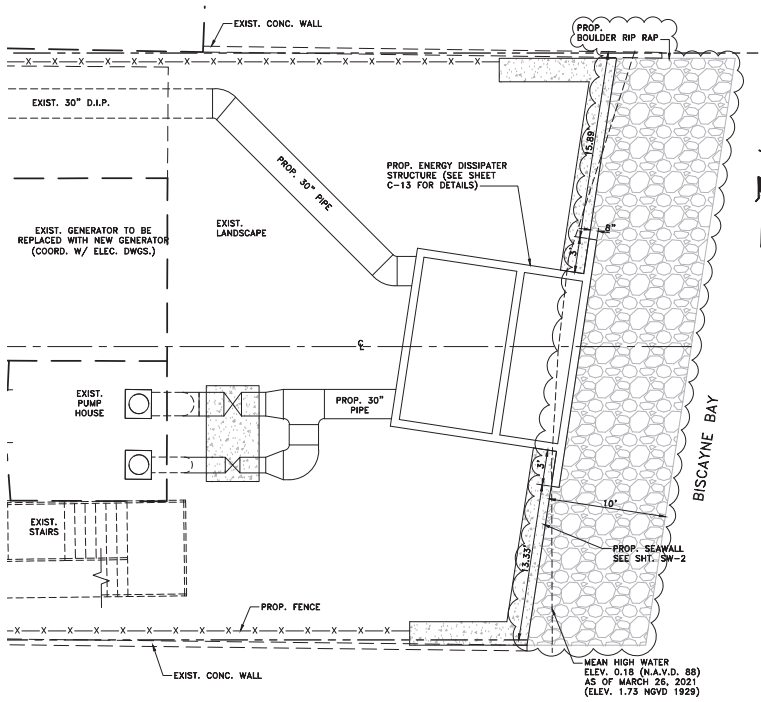 EXIST. CONC. WALL
PROP.
BOULDER RIP RAP
EXIST. 30" D.I.P.
PROP. 30" PIPE
PROP. ENERGY DISSIPATER
STRUCTURE (SEE SHEET
C-13 FOR DETAILS)
15.89'
8"
3'
EXIST. GENERATOR TO BE
REPLACED WITH NEW GENERATOR
(COORD. W/ ELEC. DWGS.)
EXIST.
LANDSCAPE
℄
EXIST.
PUMP
HOUSE
PROP. 30"
PIPE
BISCAYNE BAY
3'
10'
EXIST.
STAIRS
13.33'
PROP. SEAWALL
SEE SHT. SW-2
PROP. FENCE
EXIST. CONC. WALL
MEAN HIGH WATER
ELEV. 0.18 (N.A.V.D. 88)
AS OF MARCH 26, 2021
(ELEV. 1.73 NGVD 1929)